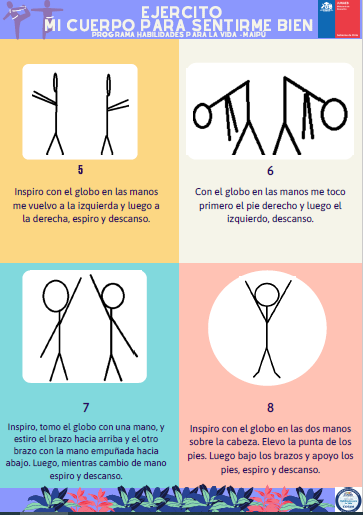 EJERCITO
MI CUERPO PARA SENTIRME BIEN
PROGRAMA HABILIDADES PARA LA VIDA -MAIPÚ
5
Inspiro con el globo en las manos
me vuelvo a la izquierda y luego a
la derecha, espiro y descanso.
6
Con el globo en las manos me toco
primero el pie derecho y luego el
izquierdo, descanso.
7
Inspiro, tomo el globo con una mano, y
estiro el brazo hacia arriba y el otro
brazo con la mano empuñada hacia
abajo. Luego, mientras cambio de mano
espiro y descanso.
8
Inspiro con el globo en las dos manos
sobre la cabeza. Elevo la punta de los
pies. Luego bajo los brazos y apoyo los
pies, espiro y descanso.